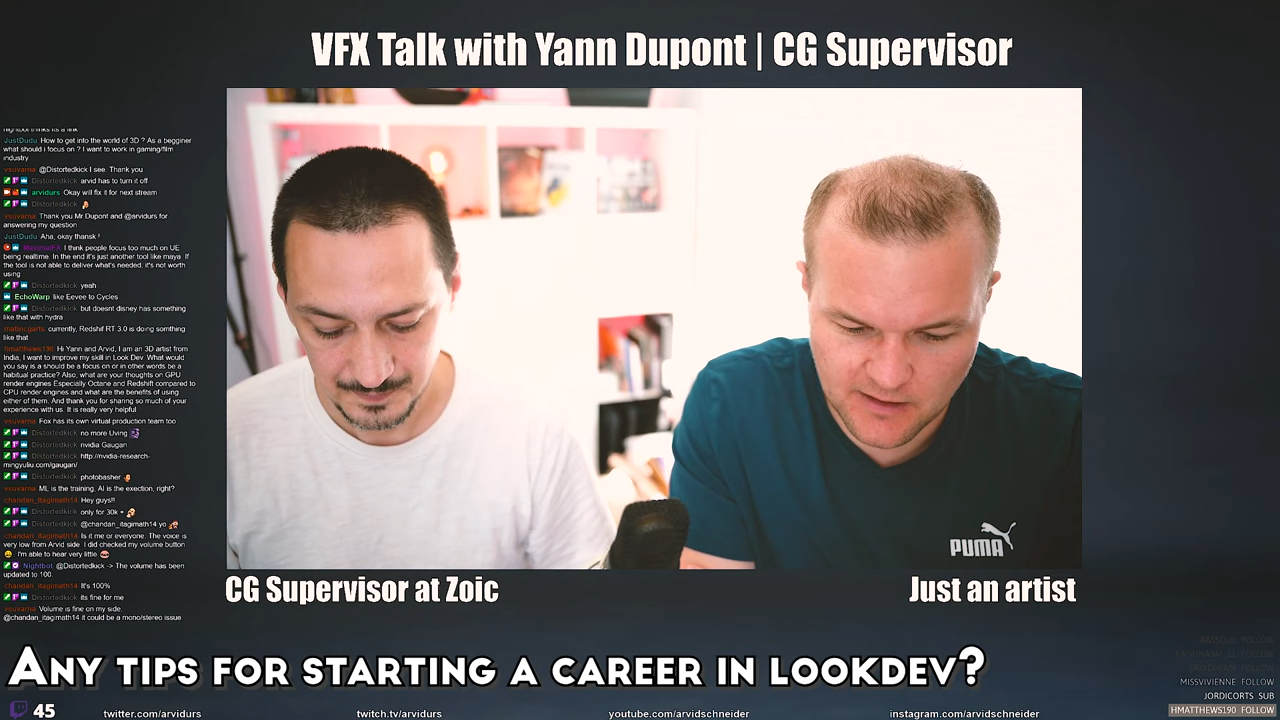 VFX Talk with Yann Dupont | CG Supervisor
JustDudu How to get into the world of 3D ? As a begginer
what should i focus on ? I want to work in gaming/film
industry
vsuvarna @Distortedkick I see. Thank you
Distortedkick arvid has to turn it off
arvidurs Okay will fix it for next stream
Distortedkick
vsuvarna Thank you Mr Dupont and @arvidurs for
answering my question
JustDudu Aha, okay thansk !
I think people focus too much on UE
being realtime. In the end it's just another tool like maya. If
the tool is not able to deliver what's needed, it's not worth
using
Distortedkick yeah
EchoWarp like Eevee to Cycles
Distortedkick but doesnt disney has something
like that with hydra
currently, Redshif RT 3.0 is doing somthing
like that
hmatthews190 Hi Yann and Arvid, I am an 3D artist from
India, I want to improve my skill in Look Dev. What would
you say is a should be a focus on or in other words be a
habitual practice? Also, what are your thoughts on GPU
render engines Especially Octane and Redshift compared to
CPU render engines and what are the benefits of using
either of them. And thank you for sharing so much of your
experience with us. It is really very helpful
vsuvarna Fox has its own virtual production team too
Distortedkick no more Uving
Distortedkick nvidia Gaugan
Distortedkick http://nvidia-research-
mingyuliu.com/gaugan/
Distortedkick photobasher
vsuvarna ML is the training, AI is the exection, right?
chandan_itagimath14 Hey guys!!
Distortedkick only for 30k +
Distortedkick @chandan_itagimath14 yo
chandan_itagimath14 Is it me or everyone. The voice is
very low from Arvid side. I did checked my volume button
I'm able to hear very little
Nightbot @Distortedkick -> The volume has been
updated to 100.
chandan_itagimath14 It's 100%
Distortedkick its fine for me
vsuvarna Volume is fine on my side.
@chandan_itagimath14 it could be a mono/stereo issue
PUMA
CG Supervisor at Zoic
Just an artist
Any tips for starting a career in lookdev?
MISSVIVIENNE FOLLOW
JORDICORTS SUB
HMATTHEWS190 FOLLOW
45
twitter.com/arvidurs
twitch.tv/arvidurs
youtube.com/arvidschneider
instagram.com/arvidschneider